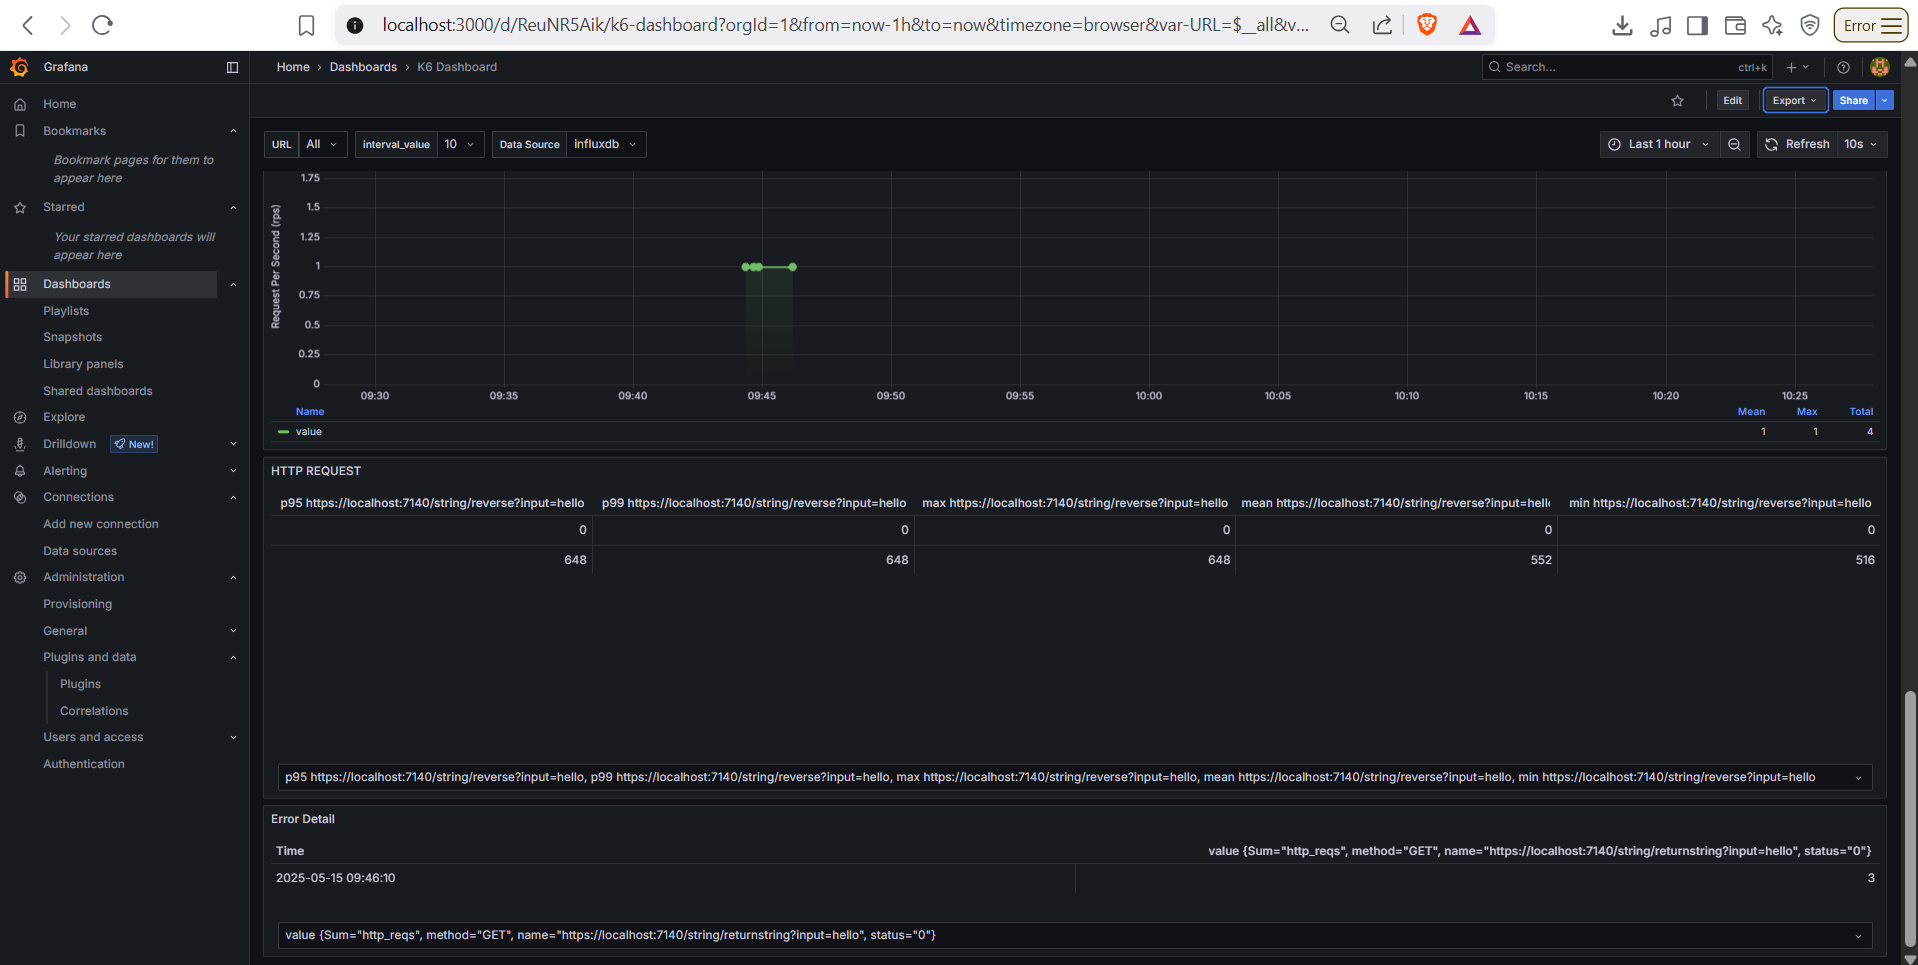 localhost:3000/d/ReuNR5Aik/k6-dashboard?orgId=1&from=now-1h&to=now&timezone=browser&var-URL=$__all&v...
Error
Grafana
Home › Dashboards › K6 Dashboard
Search...
ctrl+k
Edit
Export
Share
Home
Bookmarks
Bookmark pages for them to
appear here
Starred
Your starred dashboards will
appear here
Dashboards
Playlists
Snapshots
Library panels
Shared dashboards
Explore
Drilldown New!
Alerting
Connections
Add new connection
Data sources
Administration
Provisioning
General
Plugins and data
Plugins
Correlations
Users and access
Authentication
URL All
interval_value 10
Data Source influxdb
Last 1 hour
Refresh 10s
Request Per Second (rps)
1.75
1.5
1.25
1
0.75
0.5
0.25
0
09:30 09:35 09:40 09:45 09:50 09:55 10:00 10:05 10:10 10:15 10:20 10:25
Name Mean Max Total
value 1 1 4
HTTP REQUEST
p95 https://localhost:7140/string/reverse?input=hello p99 https://localhost:7140/string/reverse?input=hello max https://localhost:7140/string/reverse?input=hello mean https://localhost:7140/string/reverse?input=hell min https://localhost:7140/string/reverse?input=hello
0 0 0 0 0
648 648 648 552 516
p95 https://localhost:7140/string/reverse?input=hello, p99 https://localhost:7140/string/reverse?input=hello, max https://localhost:7140/string/reverse?input=hello, mean https://localhost:7140/string/reverse?input=hello, min https://localhost:7140/string/reverse?input=hello
Error Detail
Time value {Sum="http_reqs", method="GET", name="https://localhost:7140/string/returnstring?input=hello", status="0"}
2025-05-15 09:46:10 3
value {Sum="http_reqs", method="GET", name="https://localhost:7140/string/returnstring?input=hello", status="0"}